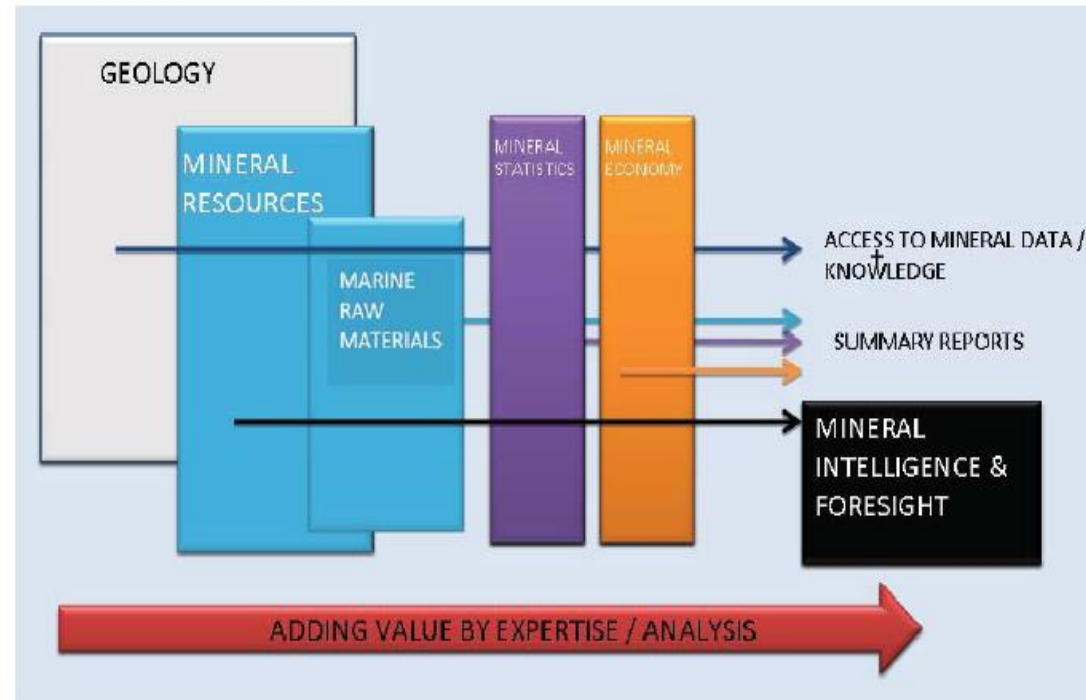 GEOLOGY
MINERAL
RESOURCES
MARINE
RAW
MATERIALS
MINERAL
STATISTICS
MINERAL
ECONOMY
ACCESS TO MINERAL DATA /
KNOWLEDGE
SUMMARY REPORTS
MINERAL
INTELLIGENCE &
FORESIGHT
ADDING VALUE BY EXPERTISE / ANALYSIS